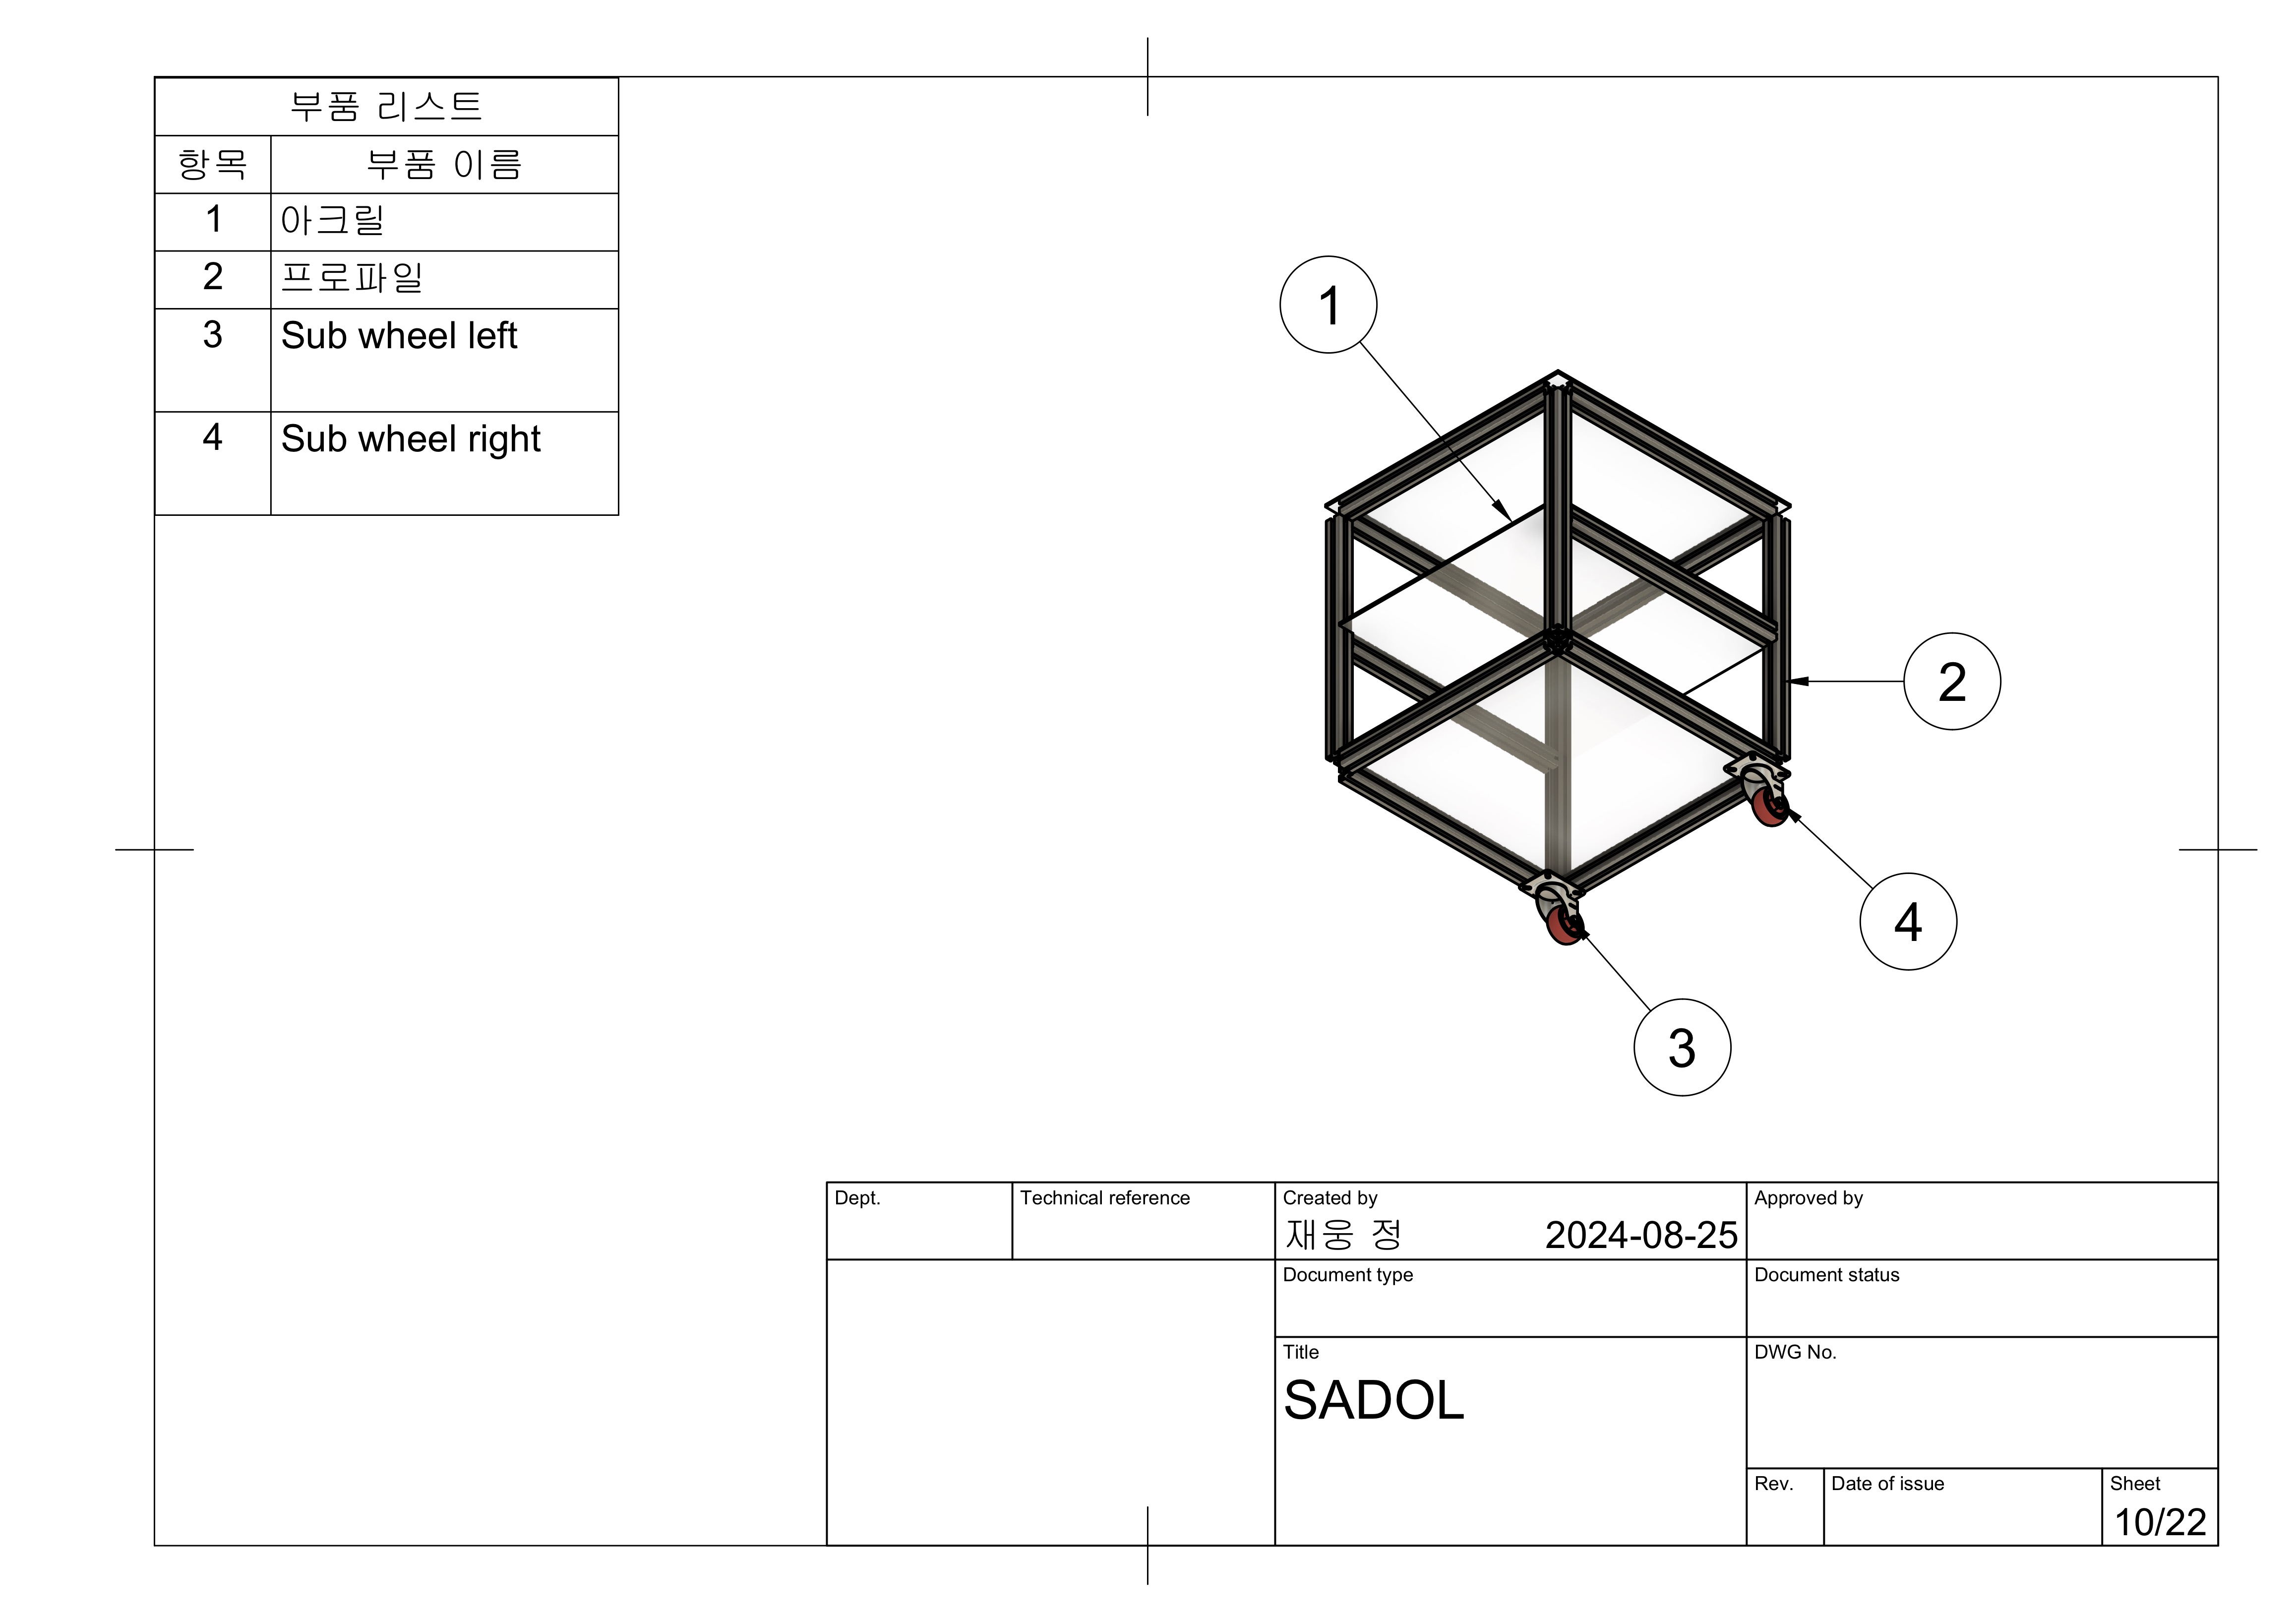 부품 리스트
항목 부품 이름
1 아크릴
2 프로파일
3 Sub wheel left
4 Sub wheel right
1
2
4
3
Dept. Technical reference Created by Approved by
재웅 정 2024-08-25
Document type Document status
Title DWG No.
SADOL
Rev. Date of issue Sheet
10/22